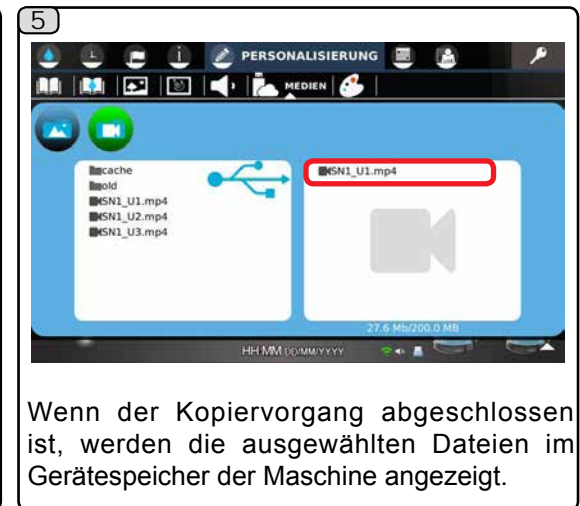 5
PERSONALISIERUNG
MEDIEN
cache
old
SN1_U1.mp4
SN1_U2.mp4
SN1_U3.mp4
SN1_U1.mp4
27.6 Mb/200.0 MB
HH:MM DD/MM/YYYY
Wenn der Kopiervorgang abgeschlossen
ist, werden die ausgewählten Dateien im
Gerätespeicher der Maschine angezeigt.